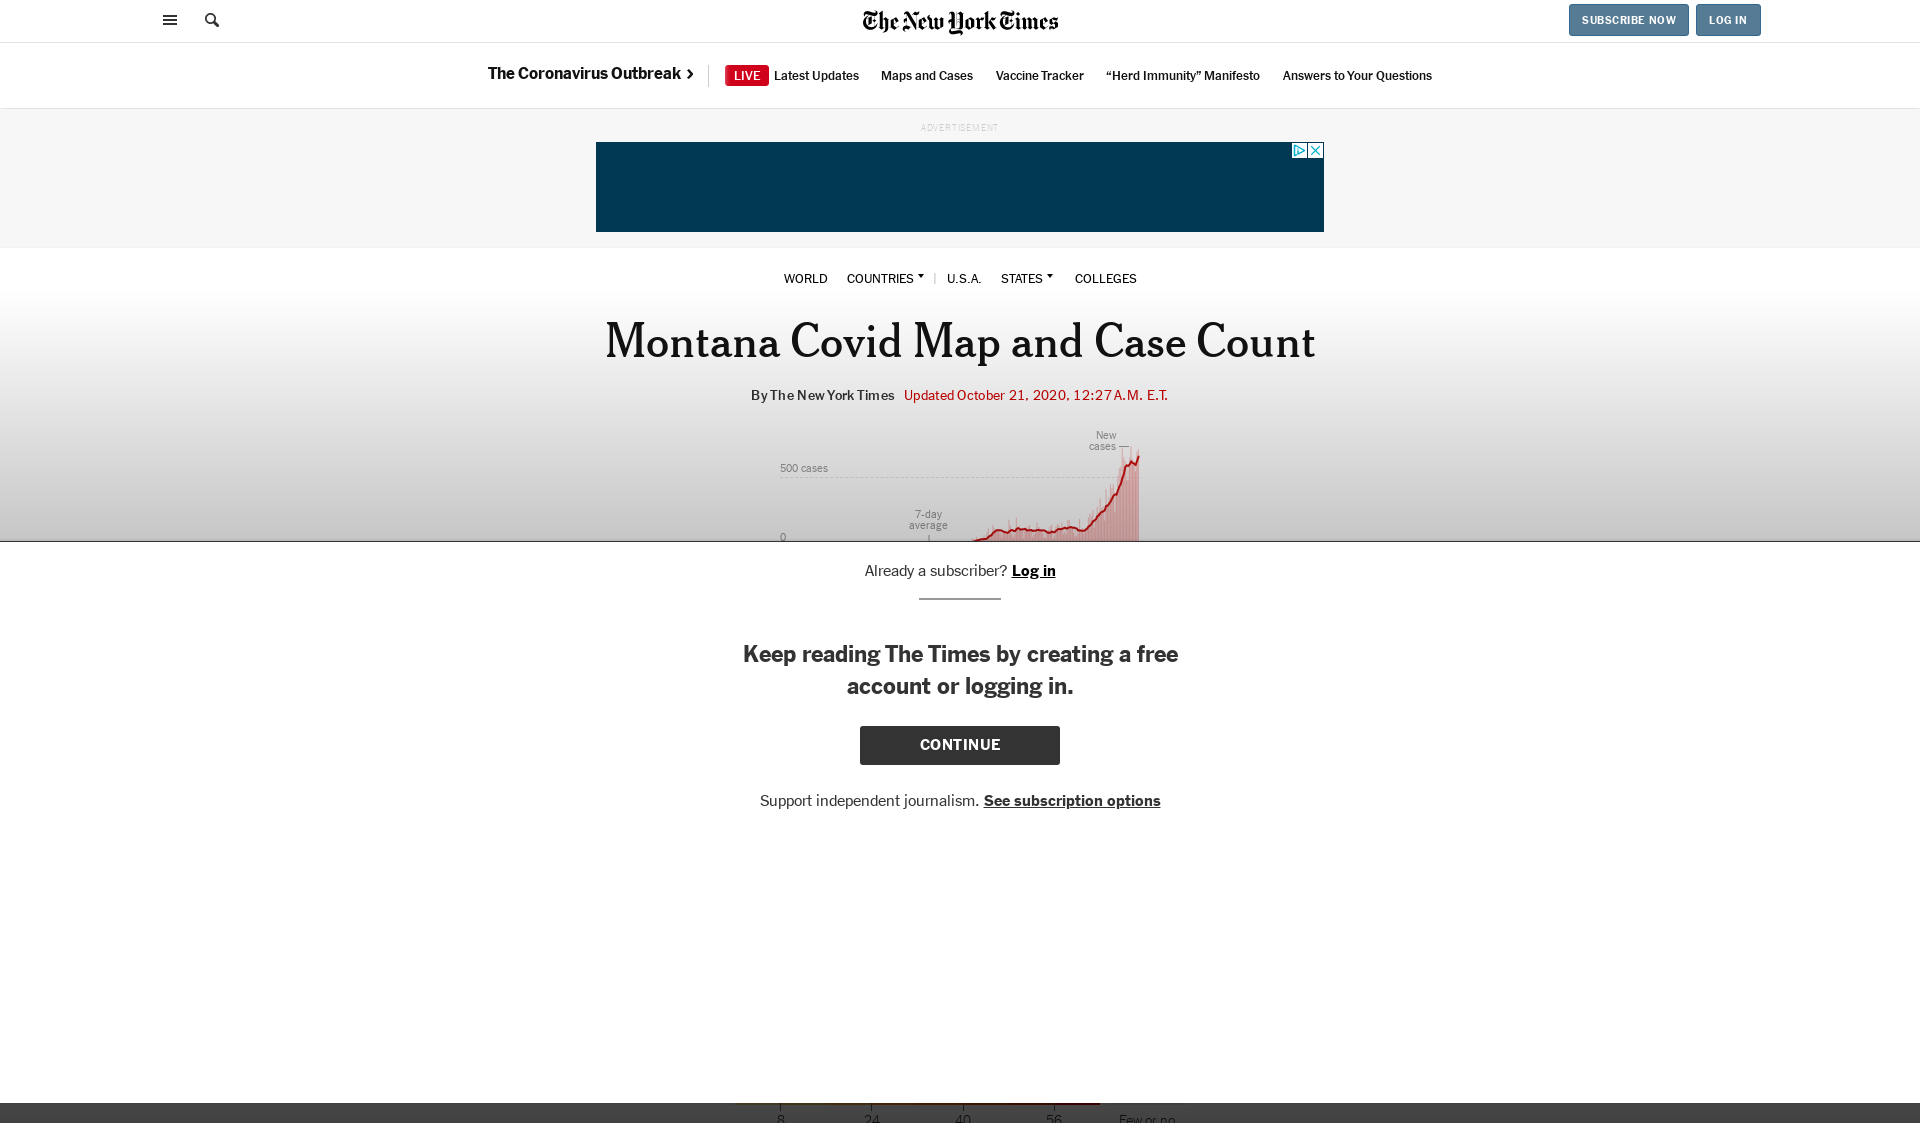 The New York Times
SUBSCRIBE NOW
LOG IN
The Coronavirus Outbreak
LIVE Latest Updates
Maps and Cases
Vaccine Tracker
“Herd Immunity” Manifesto
Answers to Your Questions
ADVERTISEMENT
WORLD
COUNTRIES
U.S.A.
STATES
COLLEGES
Montana Covid Map and Case Count
By The New York Times Updated October 21, 2020, 12:27 A.M. E.T.
New
cases
500 cases
7-day
average
0
Already a subscriber? Log in
Keep reading The Times by creating a free
account or logging in.
CONTINUE
Support independent journalism. See subscription options
8
24
40
56
Few or no